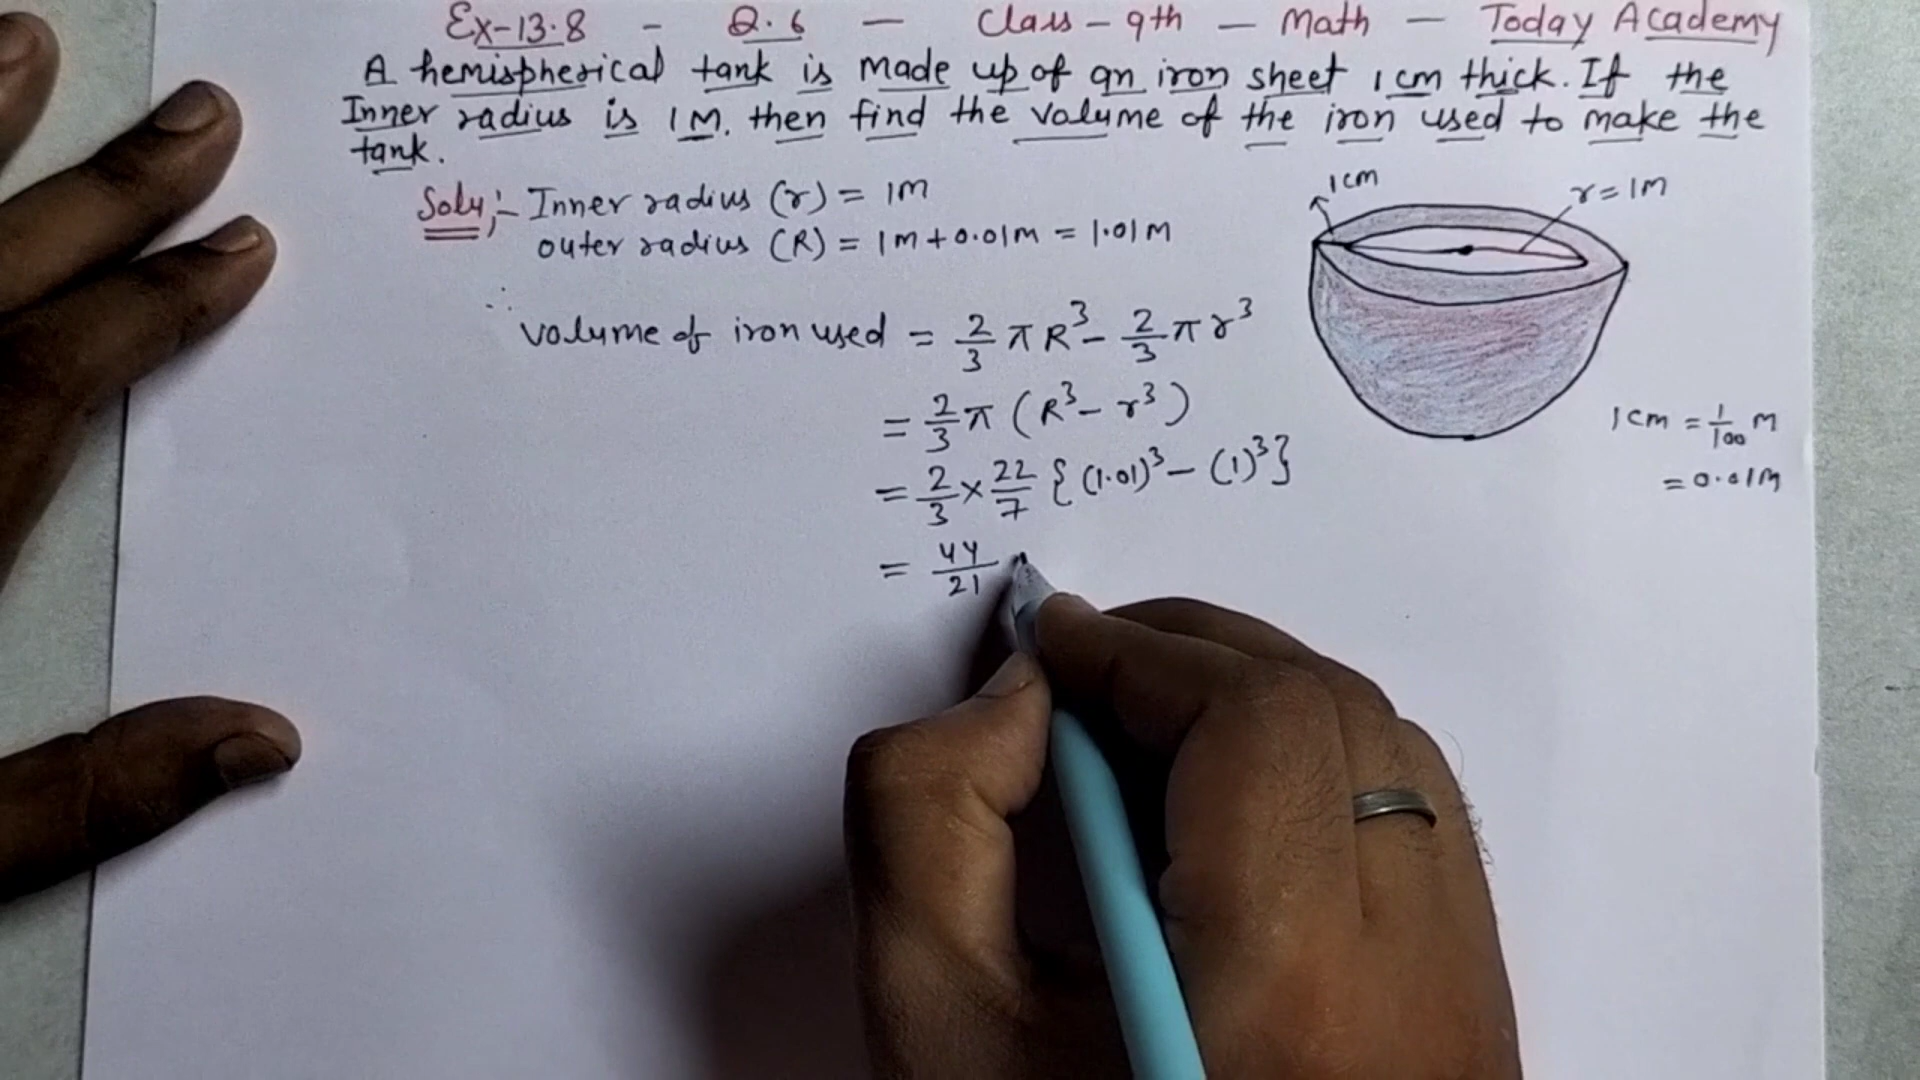 Ex-13.8 - Q.6 - Class-9th - Math - Today Academy
A hemispherical tank is made up of an iron sheet 1 cm thick. If the
Inner radius is 1M. then find the volume of the iron used to make the
tank.
Soln:- Inner radius (r) = 1M
outer radius (R) = 1m + 0.01m = 1.01M
1cm
r = 1M
∴ volume of iron used = 2/3 π R³ - 2/3 π r³
= 2/3 π (R³ - r³)
= 2/3 × 22/7 {(1.01)³ - (1)³}
= 44/21
1cm = 1/100 M
= 0.01M